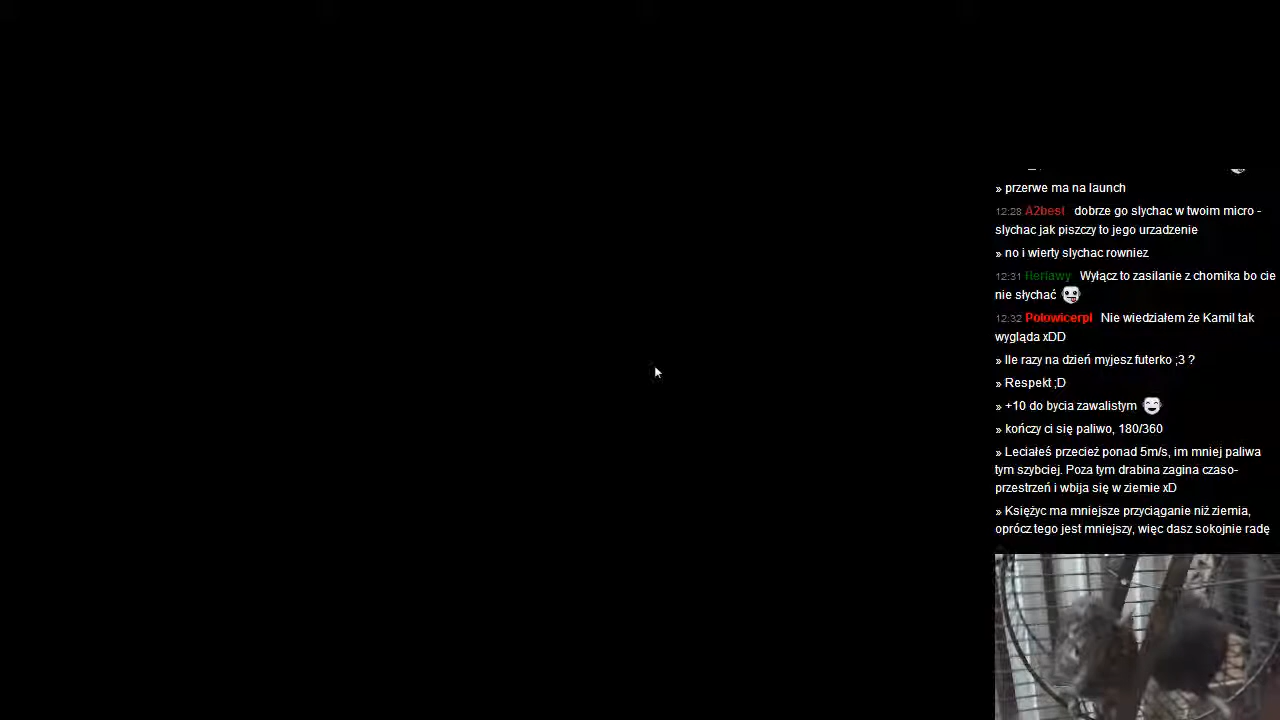 » przerwe ma na launch
12:28 A2best dobrze go slychac w twoim micro -
slychac jak piszczy to jego urzadzenie
» no i wierty slychac rowniez
12:31 Wyłącz to zasilanie z chomika bo cie
nie słychać
12:32 Polowicerpl Nie wiedziałem że Kamil tak
wygląda xDD
» Ile razy na dzień myjesz futerko ;3 ?
» Respekt ;D
» +10 do bycia zawalistym
» kończy ci się paliwo, 180/360
» Leciałeś przecież ponad 5m/s, im mniej paliwa
tym szybciej. Poza tym drabina zagina czaso-
przestrzeń i wbija się w ziemie xD
» Księżyc ma mniejsze przyciąganie niż ziemia,
oprócz tego jest mniejszy, więc dasz sokojnie radę